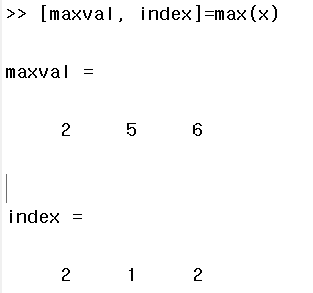 >> [maxval, index]=max(x)
maxval =
2 5 6
index =
2 1 2